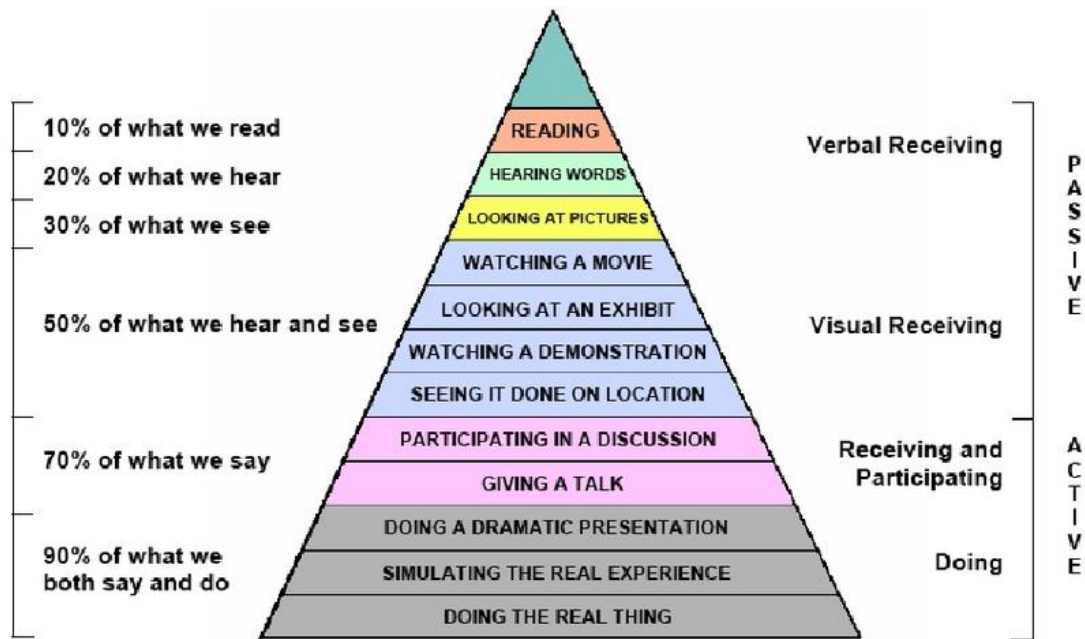 10% of what we read
20% of what we hear
30% of what we see
50% of what we hear and see
70% of what we say
90% of what we
both say and do
READING
HEARING WORDS
LOOKING AT PICTURES
WATCHING A MOVIE
LOOKING AT AN EXHIBIT
WATCHING A DEMONSTRATION
SEEING IT DONE ON LOCATION
PARTICIPATING IN A DISCUSSION
GIVING A TALK
DOING A DRAMATIC PRESENTATION
SIMULATING THE REAL EXPERIENCE
DOING THE REAL THING
Verbal Receiving
Visual Receiving
Receiving and
Participating
Doing
PASSIVE
ACTIVE